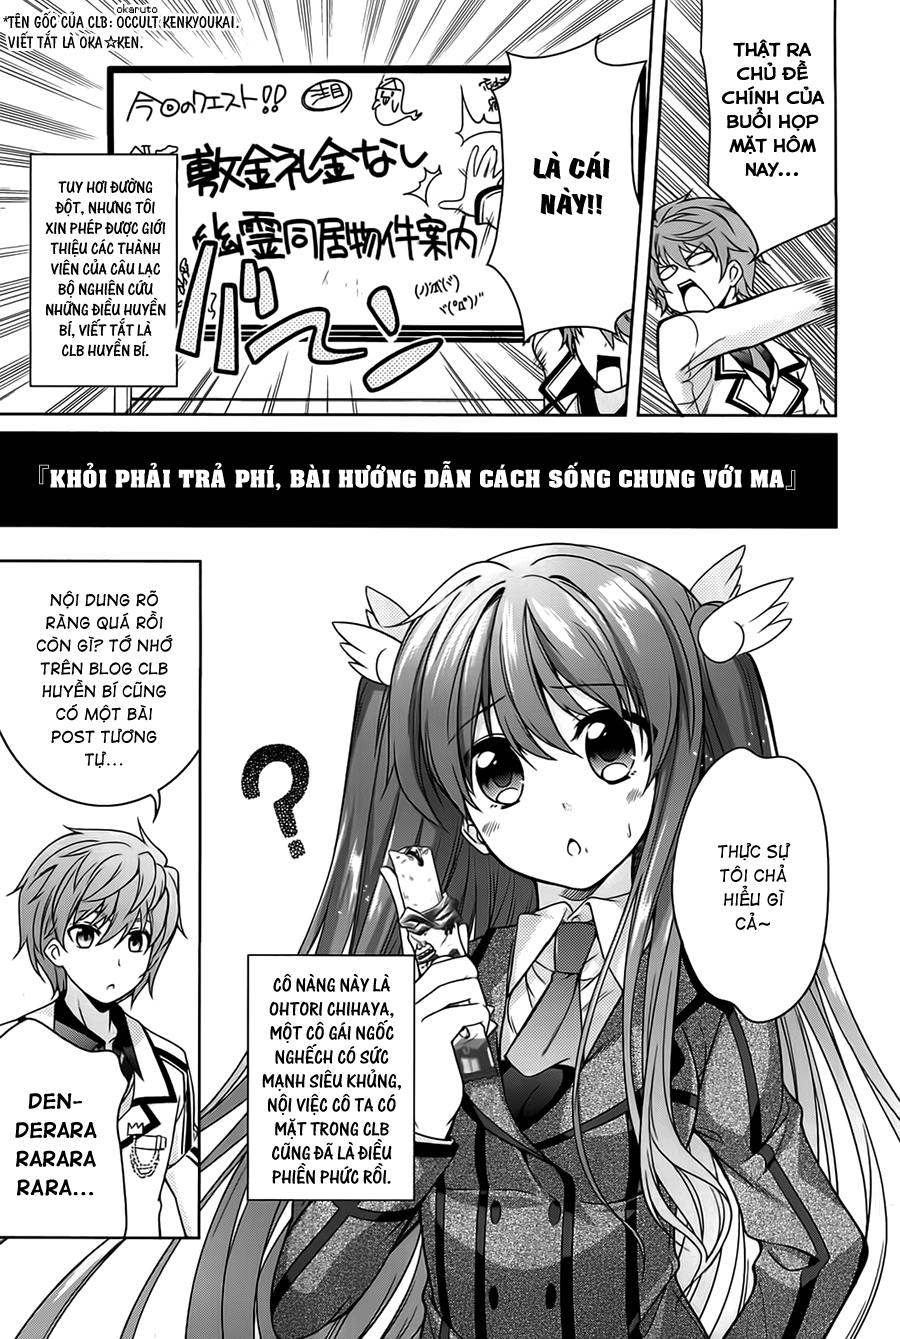 okaruto
*TÊN GỐC CỦA CLB: OCCULT KENKYOUKAI.
VIẾT TẮT LÀ OKA☆KEN.
THẬT RA
CHỦ ĐỀ
CHÍNH CỦA
BUỔI HỌP
MẶT HÔM
NAY...
LÀ CÁI
NÀY!!
今日のクエスト!!
敷金礼金なし
幽霊同居物件案内
TUY HƠI ĐƯỜNG
ĐỘT, NHƯNG TÔI
XIN PHÉP ĐƯỢC GIỚI
THIỆU CÁC THÀNH
VIÊN CỦA CÂU LẠC
BỘ NGHIÊN CỨU
NHỮNG ĐIỀU HUYỀN
BÍ, VIẾT TẮT LÀ
CLB HUYỀN BÍ.
『KHỎI PHẢI TRẢ PHÍ, BÀI HƯỚNG DẪN CÁCH SỐNG CHUNG VỚI MA』
THỰC SỰ
TÔI CHẢ
HIỂU GÌ
CẢ~
?
CÔ NÀNG NÀY LÀ
OHTORI CHIHAYA,
MỘT CÔ GÁI NGỐC
NGHẾCH CÓ SỨC
MẠNH SIÊU KHỦNG,
NỘI VIỆC CÔ TA CÓ
MẶT TRONG CLB
CŨNG ĐÃ LÀ ĐIỀU
PHIỀN PHỨC RỒI.
NỘI DUNG RÕ
RÀNG QUÁ RỒI
CÒN GÌ? TỚ NHỚ
TRÊN BLOG CLB
HUYỀN BÍ CŨNG
CÓ MỘT BÀI
POST TƯƠNG
TỰ...
DEN-
DERARA
RARARA
RARA...